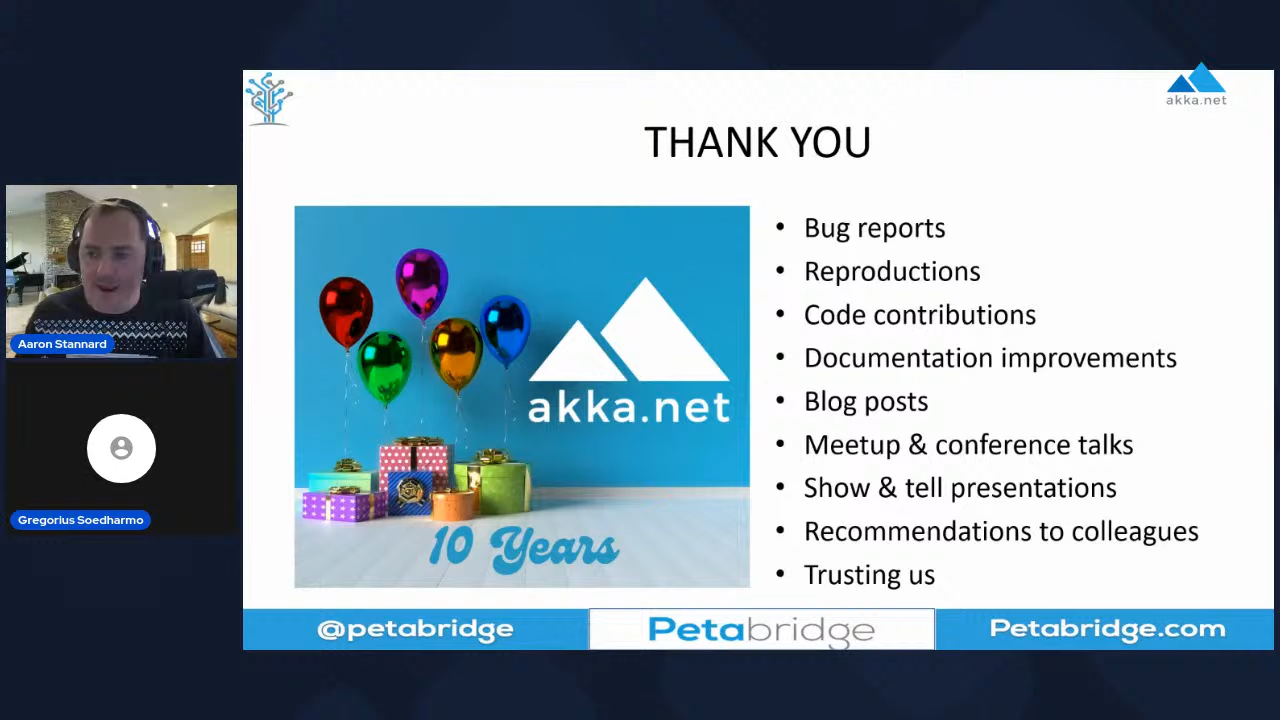 akka.net
THANK YOU
akka.net
10 Years
• Bug reports
• Reproductions
• Code contributions
• Documentation improvements
• Blog posts
• Meetup & conference talks
• Show & tell presentations
• Recommendations to colleagues
• Trusting us
Aaron Stannard
Gregorius Soedharmo
@petabridge
Petabridge
Petabridge.com